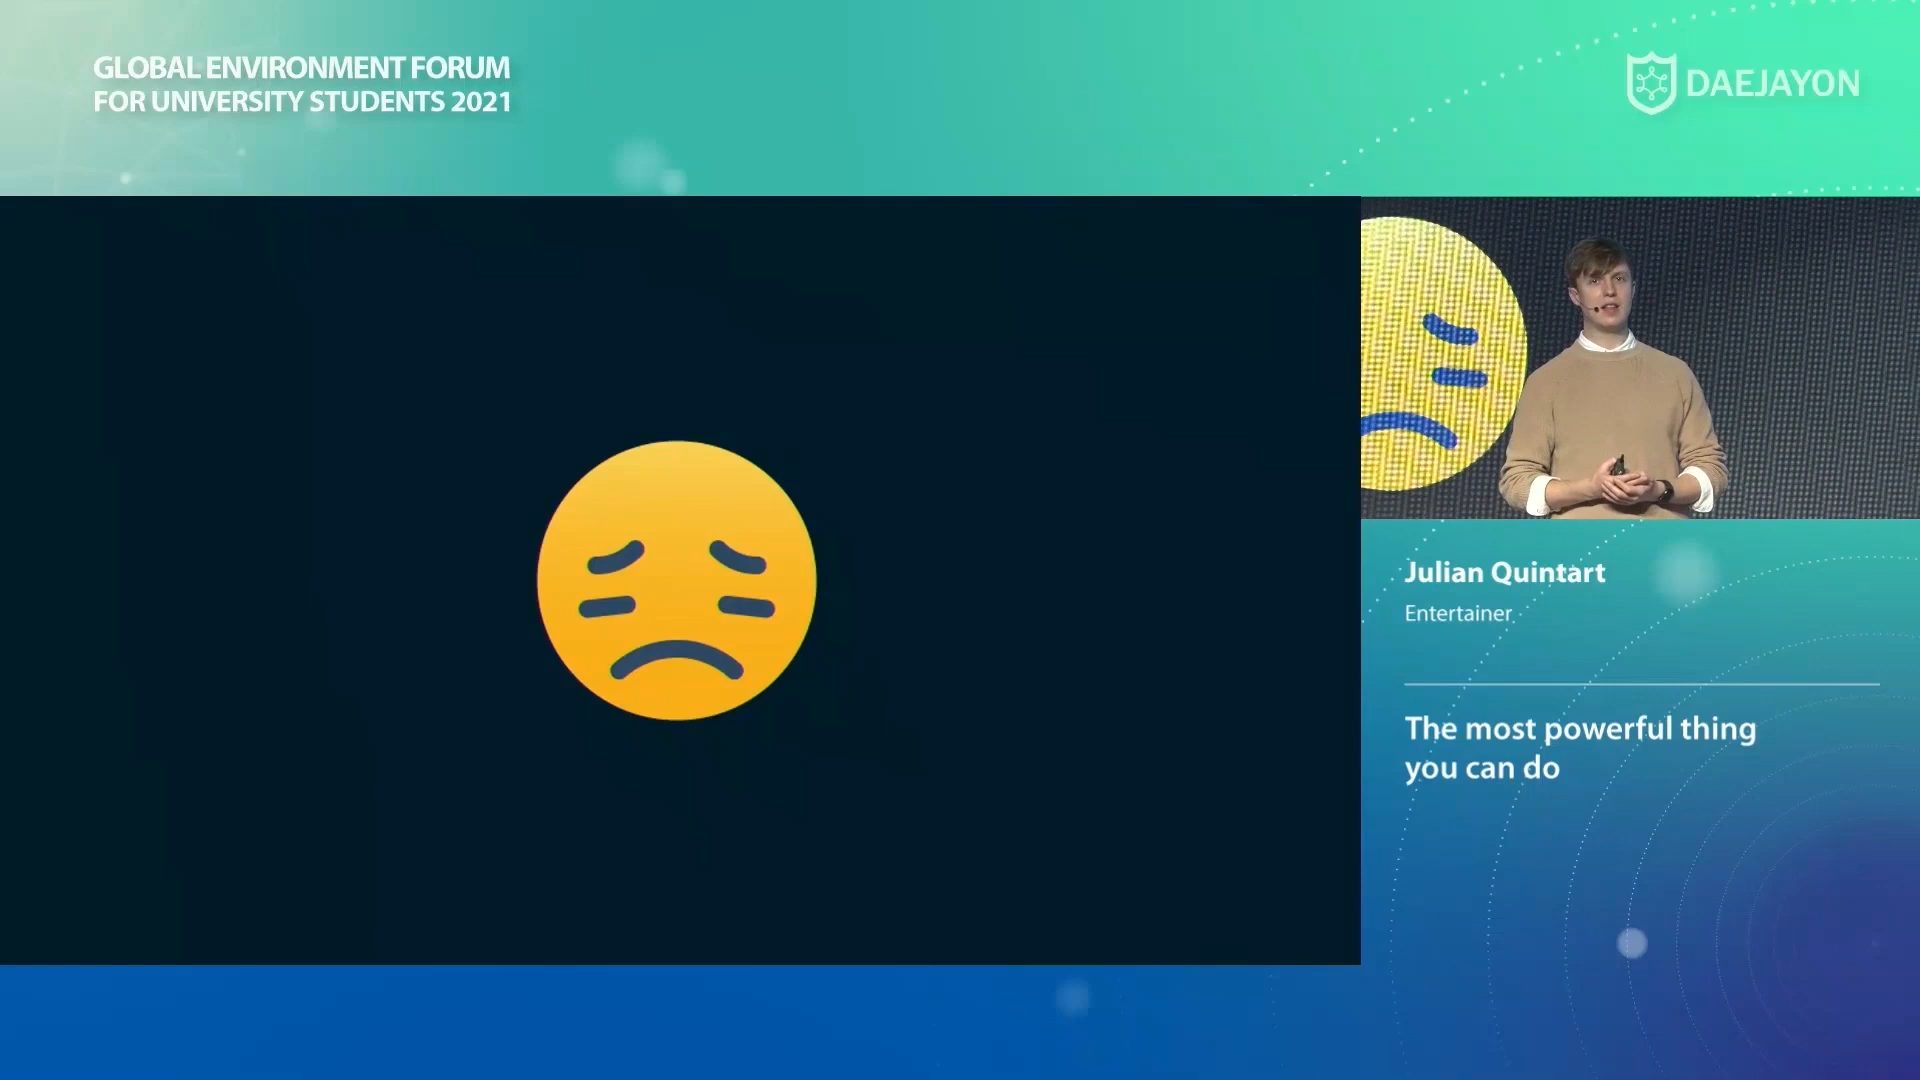 GLOBAL ENVIRONMENT FORUM
FOR UNIVERSITY STUDENTS 2021
DAEJAYON
Julian Quintart
Entertainer
The most powerful thing
you can do